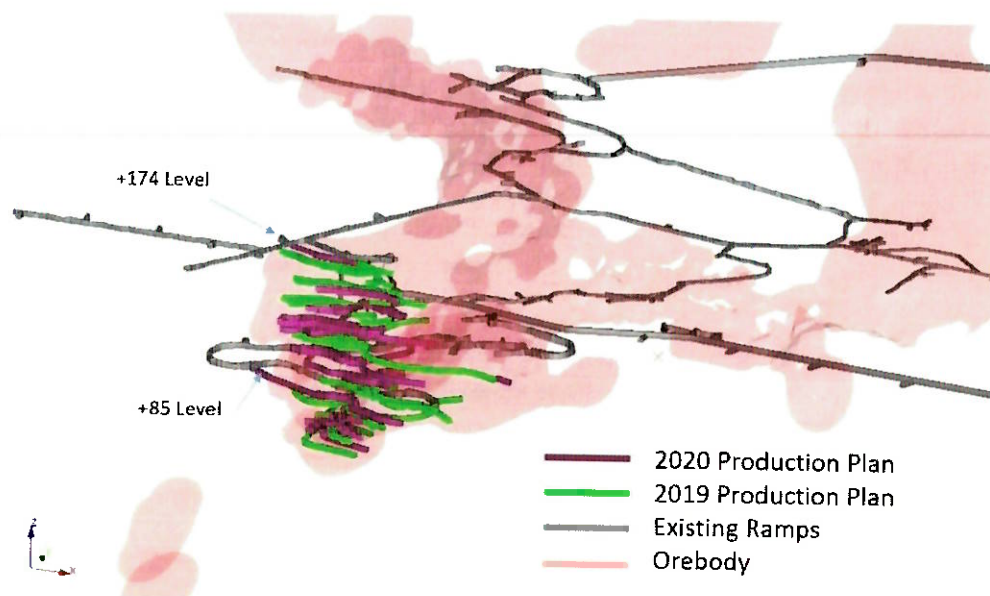 +174 Level
+85 Level
2020 Production Plan
2019 Production Plan
Existing Ramps
Orebody
z
x